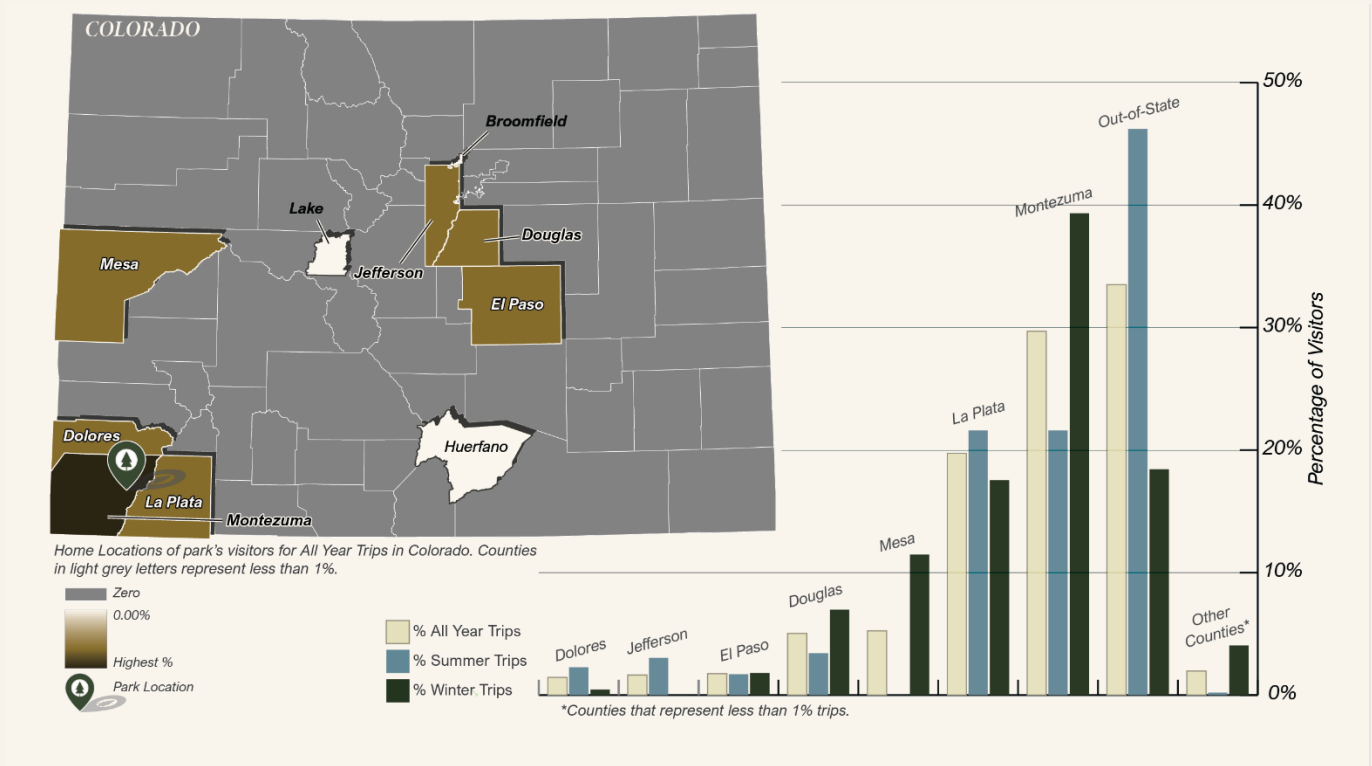 COLORADO
Broomfield
Lake
Douglas
Jefferson
Mesa
El Paso
Dolores
Huerfano
La Plata
Montezuma
Home Locations of park's visitors for All Year Trips in Colorado. Counties
in light grey letters represent less than 1%.
Zero
0.00%
Highest %
Park Location
% All Year Trips
% Summer Trips
% Winter Trips
Dolores
Jefferson
El Paso
Douglas
Mesa
La Plata
Montezuma
Out-of-State
Other
Counties*
50%
40%
30%
20%
10%
0%
Percentage of Visitors
*Counties that represent less than 1% trips.